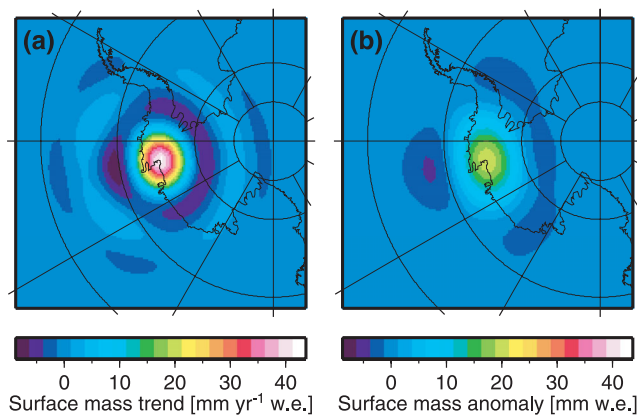 (a) (b)
0 10 20 30 40 0 10 20 30 40
Surface mass trend [mm yr⁻¹ w.e.] Surface mass anomaly [mm w.e.]